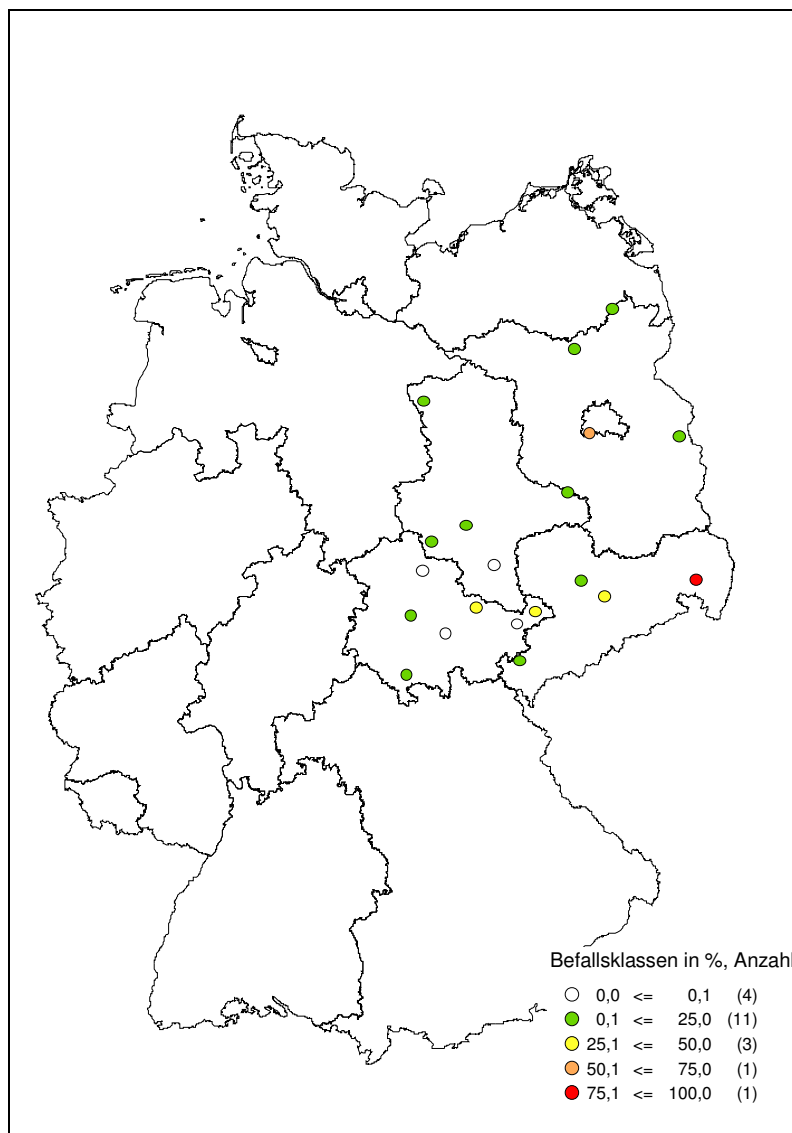 Befallsklassen in %, Anzahl
0,0 <= 0,1 (4)
0,1 <= 25,0 (11)
25,1 <= 50,0 (3)
50,1 <= 75,0 (1)
75,1 <= 100,0 (1)